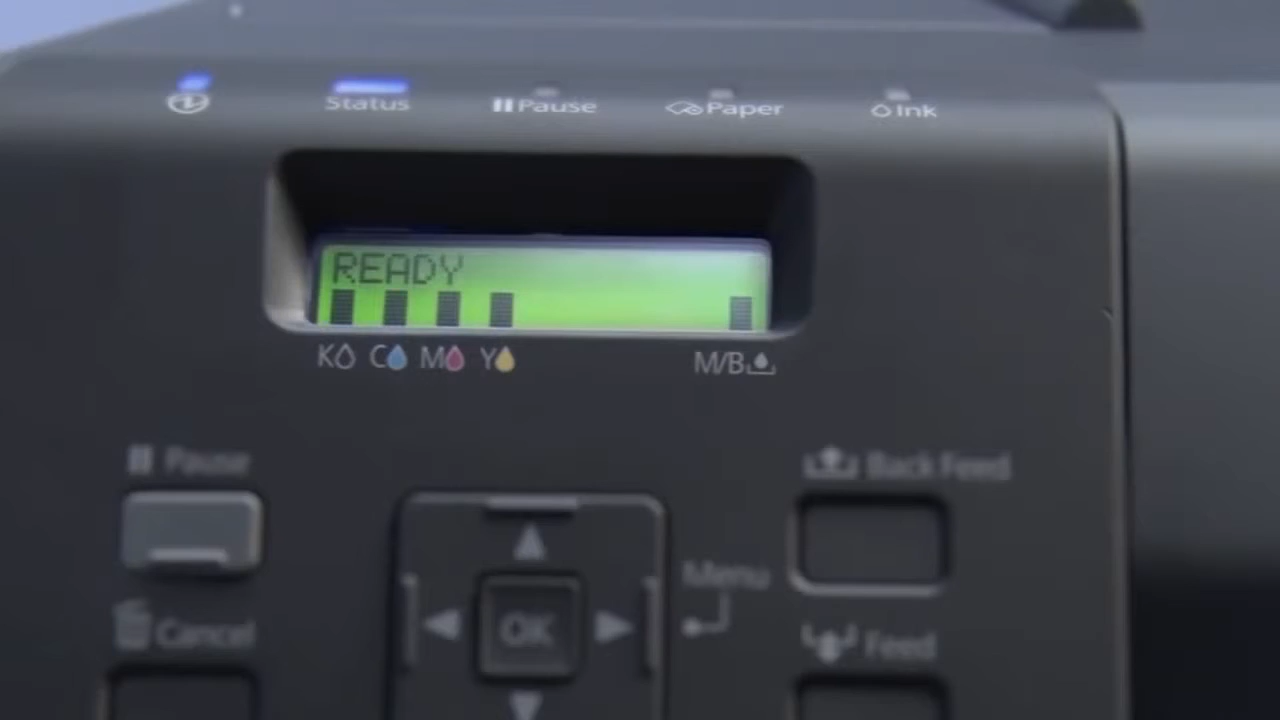 Status
Pause
Paper
Ink
READY
K C M Y
M/B
Pause
Back Feed
Menu
OK
Cancel
Feed